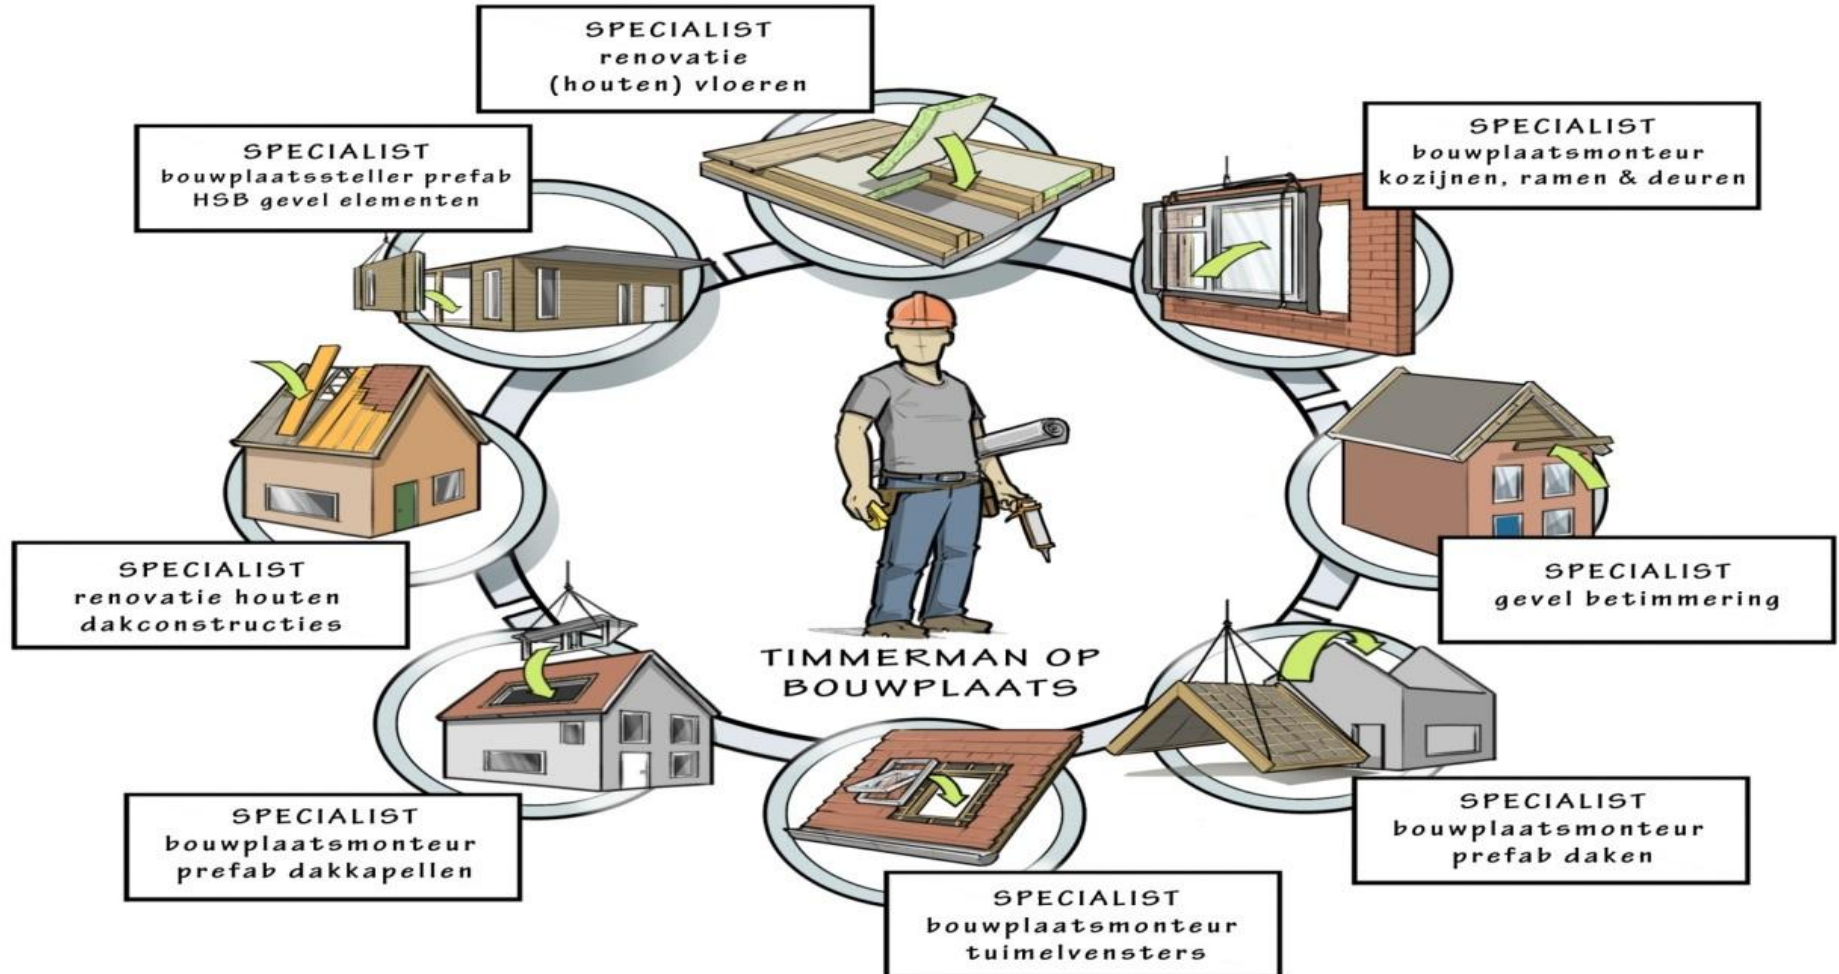 SPECIALIST
renovatie
(houten) vloeren
SPECIALIST
bouwplaatsmonteur
kozijnen, ramen & deuren
SPECIALIST
bouwplaatssteller prefab
HSB gevel elementen
SPECIALIST
renovatie houten
dakconstructies
SPECIALIST
gevel betimmering
TIMMERMAN OP
BOUWPLAATS
SPECIALIST
bouwplaatsmonteur
prefab dakkapellen
SPECIALIST
bouwplaatsmonteur
prefab daken
SPECIALIST
bouwplaatsmonteur
tuimelvensters